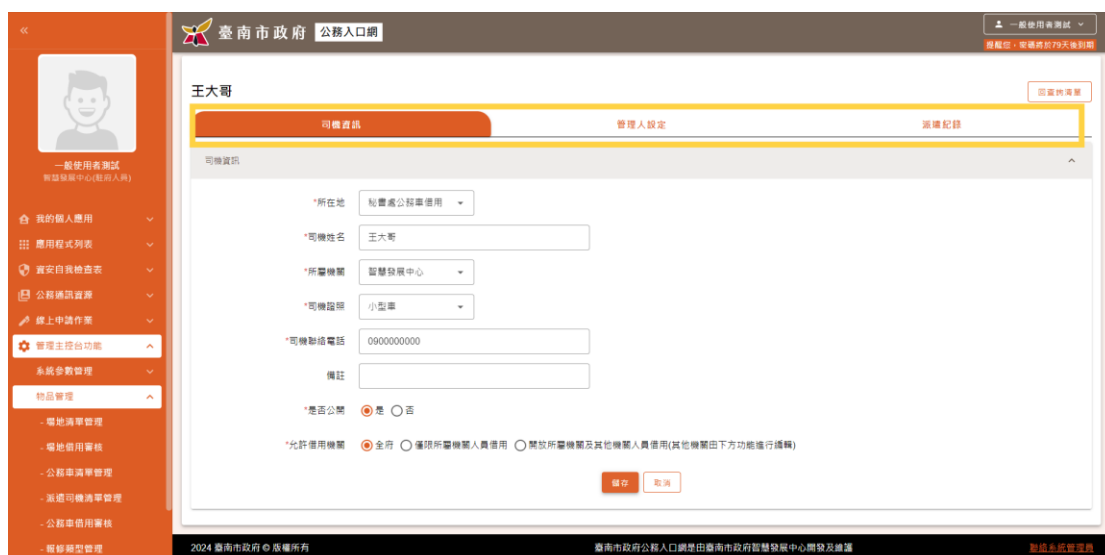 臺南市政府 公務入口網
一般使用者測試
提醒您，密碼將於79天後到期
一般使用者測試
智慧發展中心(駐府人員)
我的個人應用
應用程式列表
資安自我檢查表
公務通訊資源
線上申請作業
管理主控台功能
系統參數管理
物品管理
- 場地清單管理
- 場地借用審核
- 公務車清單管理
- 派遣司機清單管理
- 公務車借用審核
- 報修類型管理
王大哥
回查詢清單
司機資訊
管理人設定
派遣紀錄
司機資訊
*所在地 秘書處公務車借用
*司機姓名 王大哥
*所屬機關 智慧發展中心
*司機證照 小型車
*司機聯絡電話 0900000000
備註
*是否公開 是 否
*允許借用機關 全府 僅限所屬機關人員借用 開放所屬機關及其他機關人員借用(其他機關由下方功能進行編輯)
儲存 取消
2024 臺南市政府 © 版權所有
臺南市政府公務入口網是由臺南市政府智慧發展中心開發及維護
聯絡系統管理員